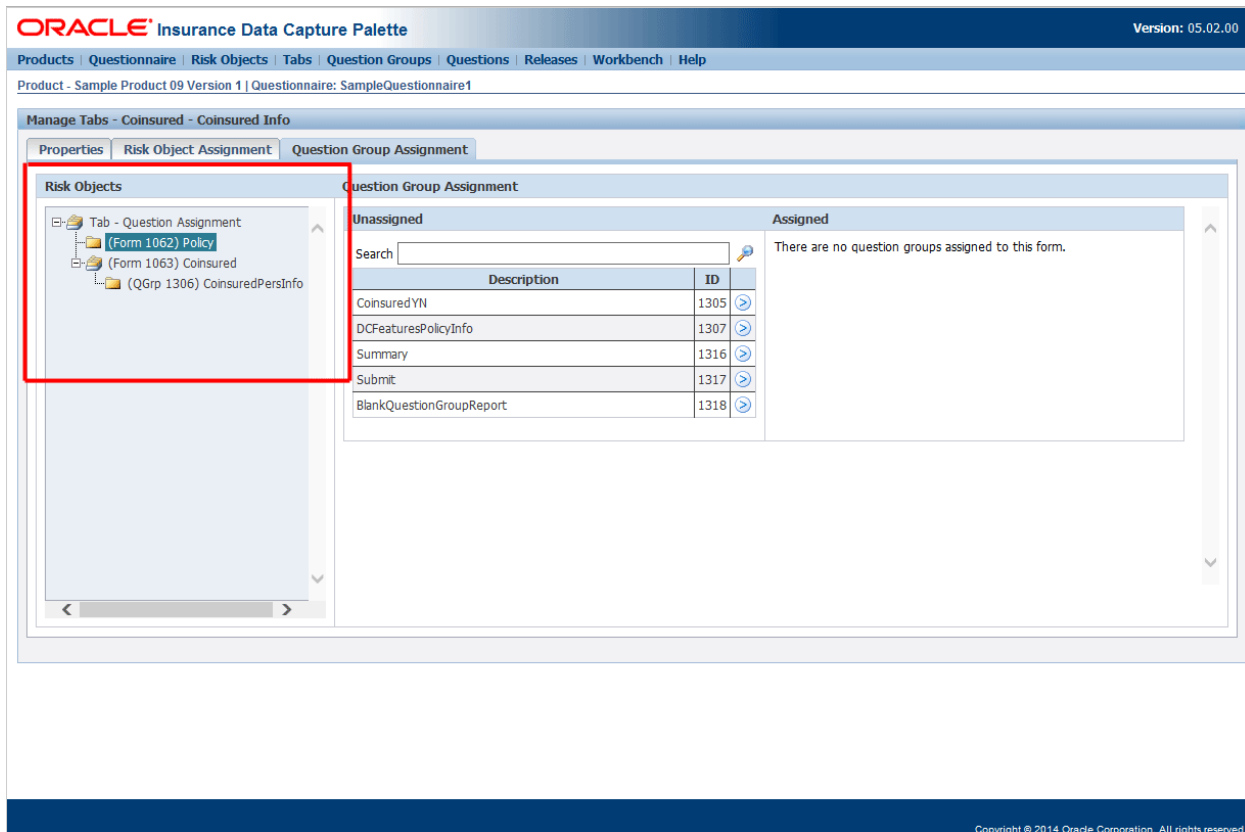 ORACLE® Insurance Data Capture Palette
Version: 05.02.00
Products | Questionnaire | Risk Objects | Tabs | Question Groups | Questions | Releases | Workbench | Help
Product - Sample Product 09 Version 1 | Questionnaire: SampleQuestionnaire1
Manage Tabs - Coinsured - Coinsured Info
Properties Risk Object Assignment Question Group Assignment
Risk Objects
Tab - Question Assignment
(Form 1062) Policy
(Form 1063) Coinsured
(QGrp 1306) CoinsuredPersInfo
Question Group Assignment
Unassigned
Search
Description ID
CoinsuredYN 1305
DCFeaturesPolicyInfo 1307
Summary 1316
Submit 1317
BlankQuestionGroupReport 1318
Assigned
There are no question groups assigned to this form.
Copyright © 2014 Oracle Corporation. All rights reserved